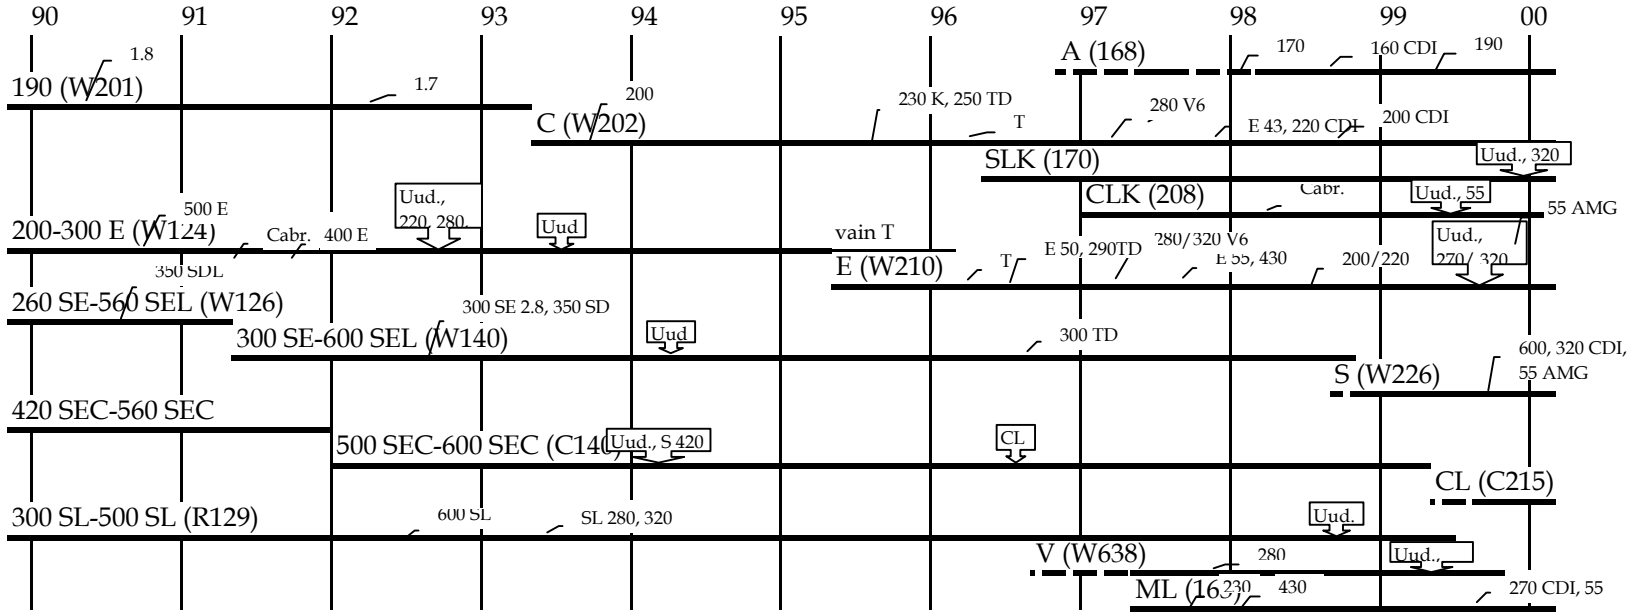 90 91 92 93 94 95 96 97 98 99 00
1.8
A (168)
170
160 CDI
190
190 (W201)
1.7
200
230 K, 250 TD
T
280 V6
E 43, 220 CDI
200 CDI
C (W202)
SLK (170)
Uud., 320
CLK (208)
Cabr.
Uud., 55
55 AMG
500 E
200-300 E (W124)
Cabr.
400 E
Uud.,
220, 280,
Uud
vain T
E (W210)
T
E 50, 290TD
280/320 V6
E 55, 430
200/220
Uud.,
270/ 320
350 SDL
260 SE-560 SEL (W126)
300 SE 2.8, 350 SD
300 SE-600 SEL (W140)
Uud
300 TD
600, 320 CDI,
55 AMG
S (W226)
420 SEC-560 SEC
500 SEC-600 SEC (C140
Uud., S 420
CL
CL (C215)
300 SL-500 SL (R129)
600 SL
SL 280, 320
Uud.
V (W638)
280
Uud.,
ML (163)
230
430
270 CDI, 55